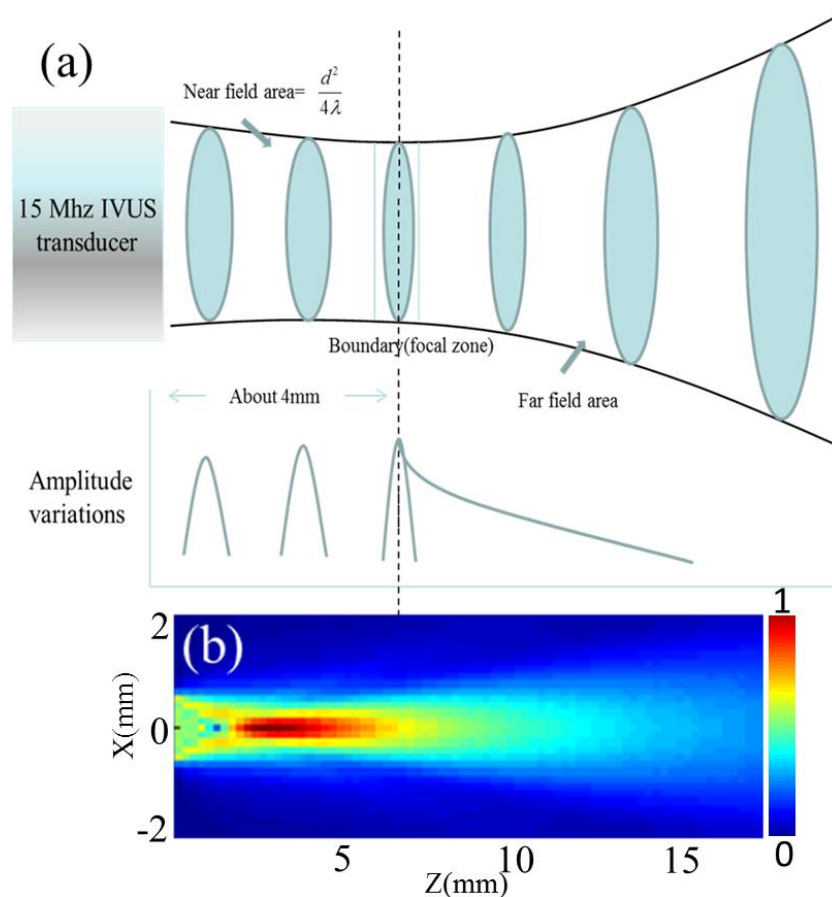 (a)
Near field area= d²/4λ
15 Mhz IVUS
transducer
Boundary(focal zone)
About 4mm
Far field area
Amplitude
variations
(b)
2
0
-2
X(mm)
5
10
15
Z(mm)
1
0